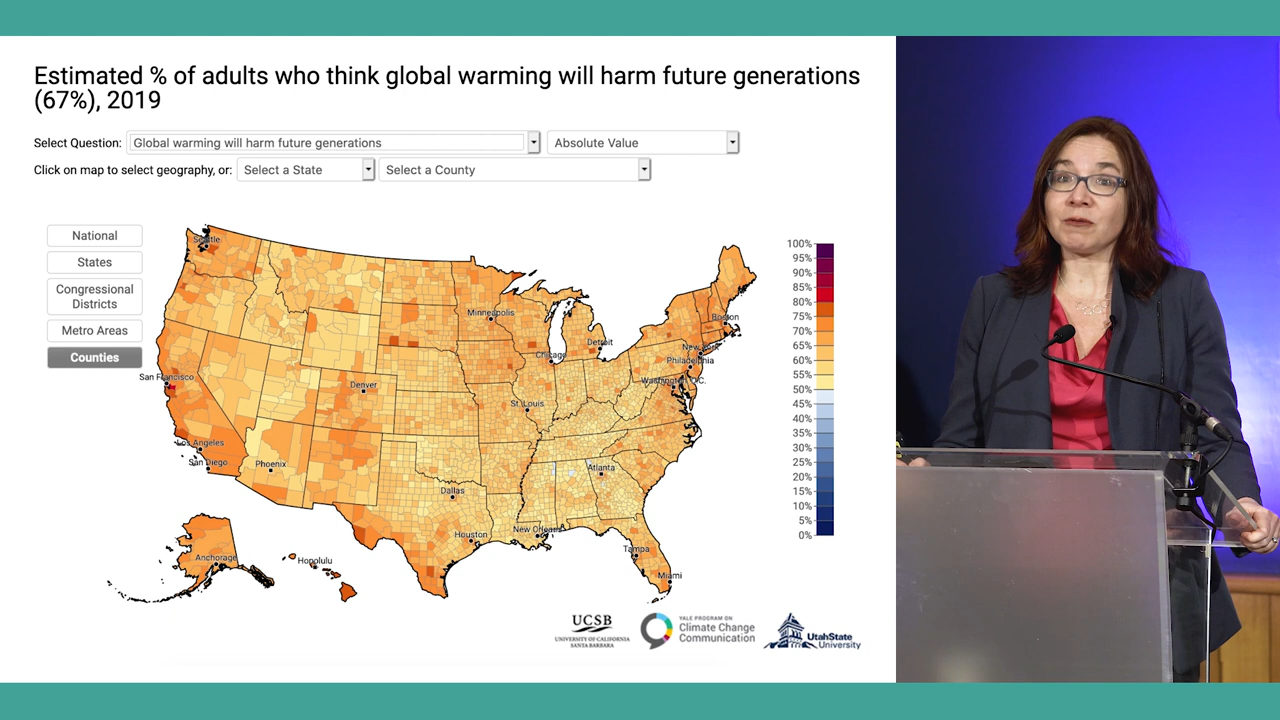 Estimated % of adults who think global warming will harm future generations
(67%), 2019
Select Question:
Global warming will harm future generations
Absolute Value
Click on map to select geography, or:
Select a State
Select a County
National
States
Congressional
Districts
Metro Areas
Counties
Seattle
San Francisco
Los Angeles
San Diego
Phoenix
Denver
Minneapolis
Chicago
Detroit
Boston
New York
Philadelphia
Washington D.C.
St. Louis
Atlanta
Dallas
Houston
New Orleans
Tampa
Miami
Anchorage
Honolulu
100%
95%
90%
85%
80%
75%
70%
65%
60%
55%
50%
45%
40%
35%
30%
25%
20%
15%
10%
5%
0%
UCSB
UNIVERSITY OF CALIFORNIA
SANTA BARBARA
YALE PROGRAM ON
Climate Change
Communication
UtahState
University